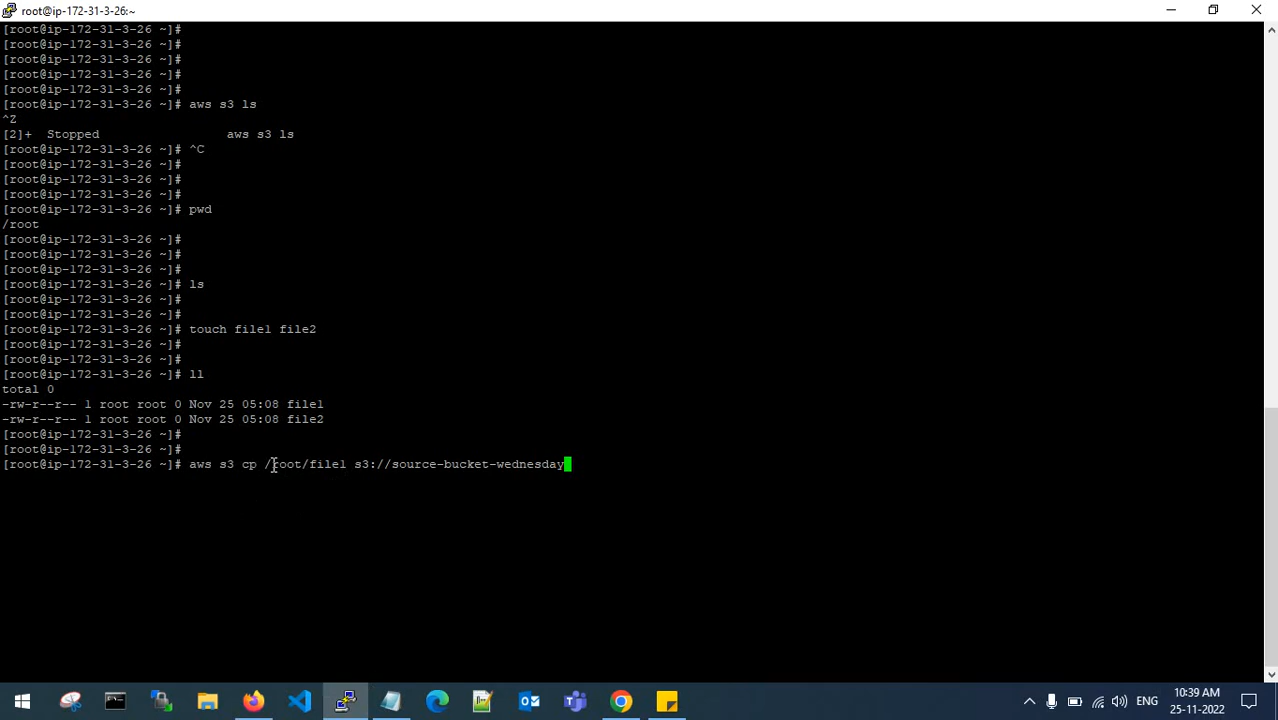 root@ip-172-31-3-26:~
[root@ip-172-31-3-26 ~]#
[root@ip-172-31-3-26 ~]#
[root@ip-172-31-3-26 ~]#
[root@ip-172-31-3-26 ~]#
[root@ip-172-31-3-26 ~]#
[root@ip-172-31-3-26 ~]# aws s3 ls
^Z
[2]+  Stopped                 aws s3 ls
[root@ip-172-31-3-26 ~]# ^C
[root@ip-172-31-3-26 ~]#
[root@ip-172-31-3-26 ~]#
[root@ip-172-31-3-26 ~]#
[root@ip-172-31-3-26 ~]# pwd
/root
[root@ip-172-31-3-26 ~]#
[root@ip-172-31-3-26 ~]#
[root@ip-172-31-3-26 ~]#
[root@ip-172-31-3-26 ~]# ls
[root@ip-172-31-3-26 ~]#
[root@ip-172-31-3-26 ~]#
[root@ip-172-31-3-26 ~]# touch file1 file2
[root@ip-172-31-3-26 ~]#
[root@ip-172-31-3-26 ~]#
[root@ip-172-31-3-26 ~]# ll
total 0
-rw-r--r-- 1 root root 0 Nov 25 05:08 file1
-rw-r--r-- 1 root root 0 Nov 25 05:08 file2
[root@ip-172-31-3-26 ~]#
[root@ip-172-31-3-26 ~]#
[root@ip-172-31-3-26 ~]# aws s3 cp /root/file1 s3://source-bucket-wednesday
ENG
10:39 AM
25-11-2022